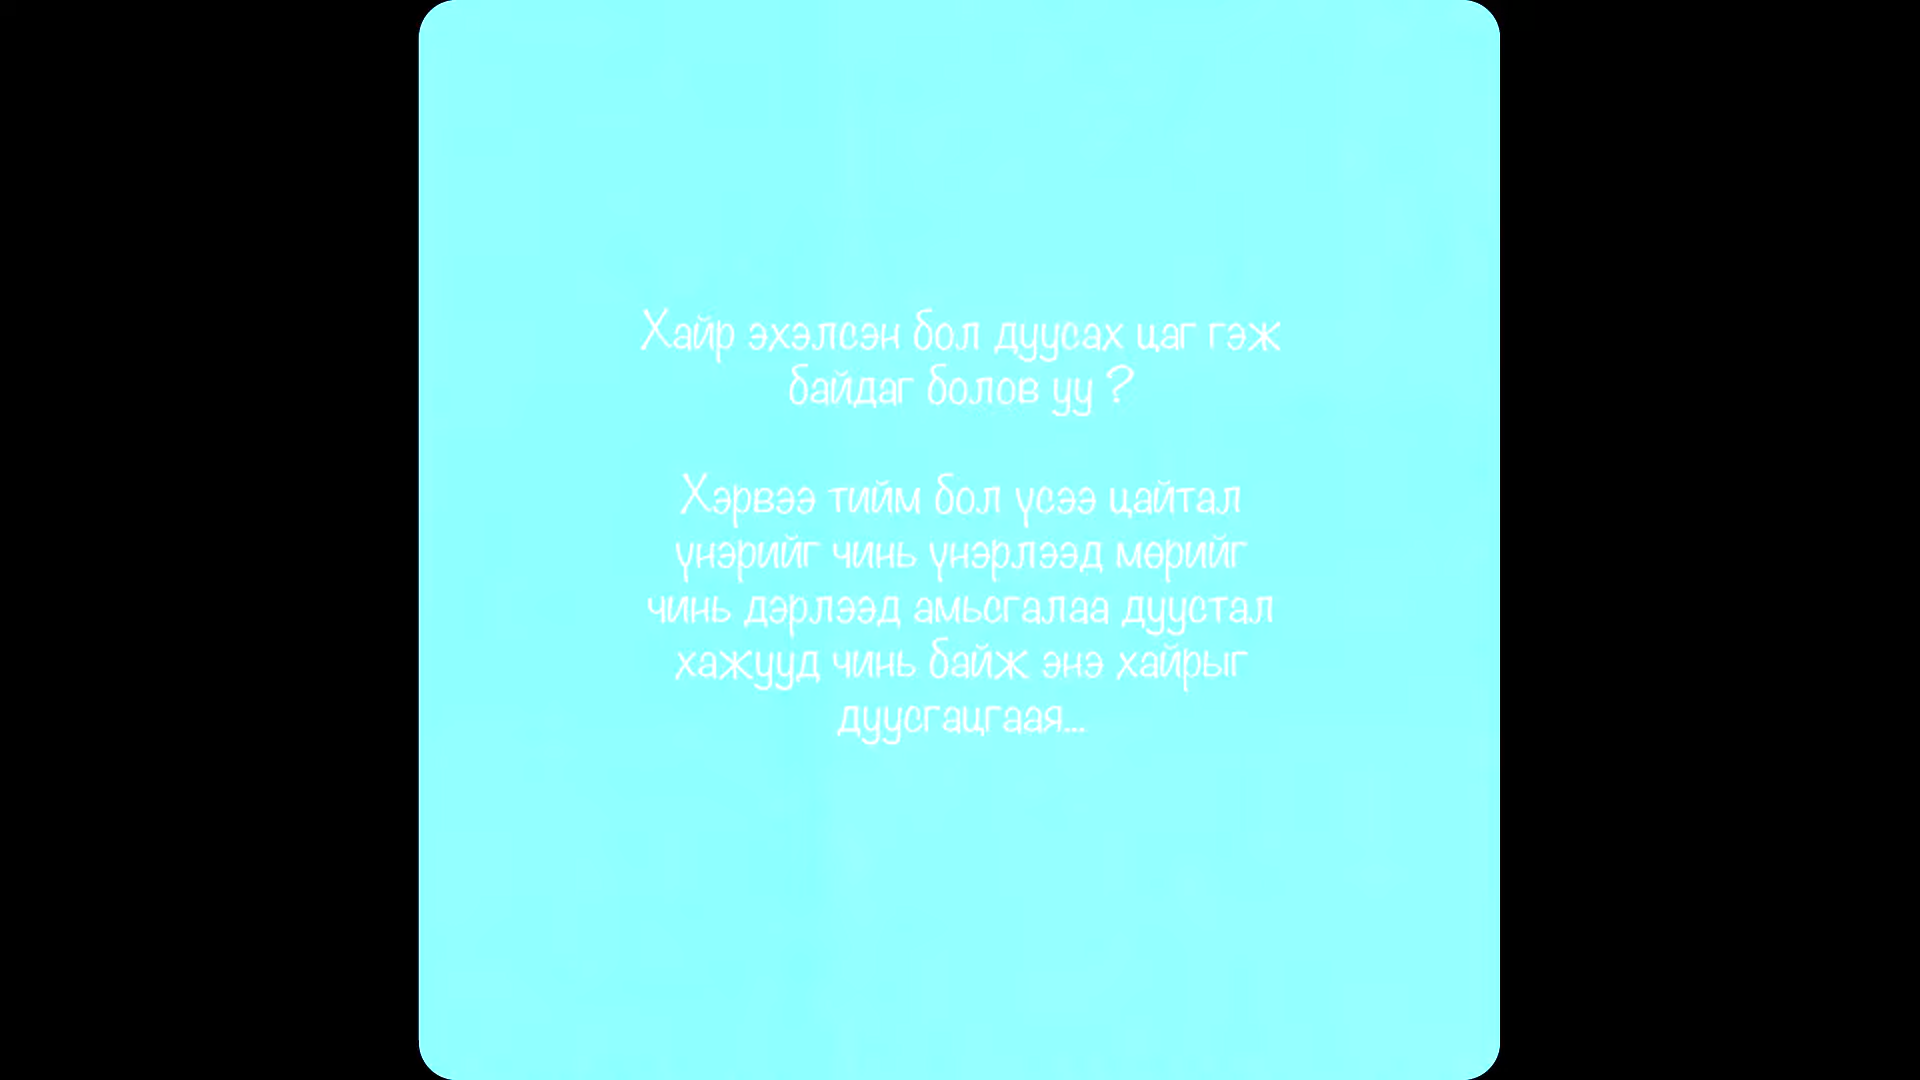 Хайр эхэлсэн бол дуусах цаг гэж
байдаг болов уу ?
Хэрвээ тийм бол үсээ цайтал
үнэрийг чинь үнэрлээд мөрийг
чинь дэрлээд амьсгалаа дуустал
хажууд чинь байж энэ хайрыг
дуусгацгаая...